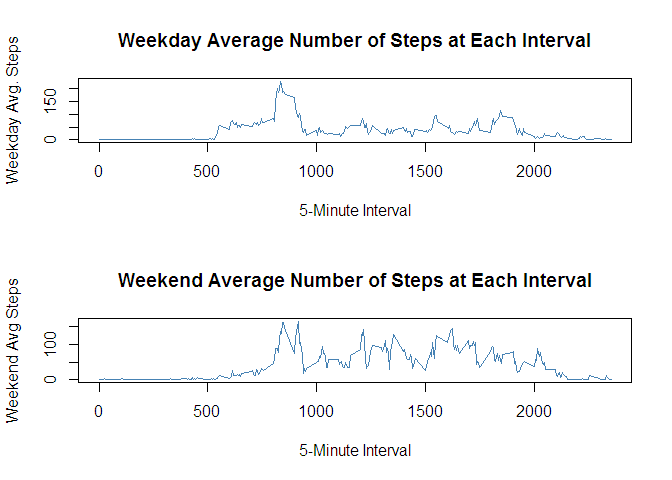 Weekday Average Number of Steps at Each Interval
Weekday Avg. Steps
150
0
0 500 1000 1500 2000
5-Minute Interval
Weekend Average Number of Steps at Each Interval
Weekend Avg Steps
100
0
0 500 1000 1500 2000
5-Minute Interval